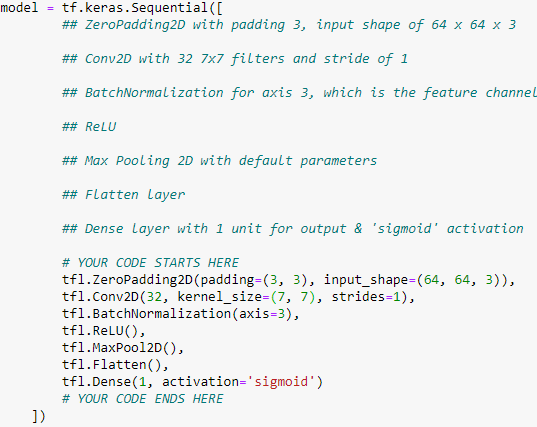 model = tf.keras.Sequential([
## ZeroPadding2D with padding 3, input shape of 64 x 64 x 3
## Conv2D with 32 7x7 filters and stride of 1
## BatchNormalization for axis 3, which is the feature channel
## ReLU
## Max Pooling 2D with default parameters
## Flatten layer
## Dense layer with 1 unit for output & 'sigmoid' activation
# YOUR CODE STARTS HERE
tfl.ZeroPadding2D(padding=(3, 3), input_shape=(64, 64, 3)),
tfl.Conv2D(32, kernel_size=(7, 7), strides=1),
tfl.BatchNormalization(axis=3),
tfl.ReLU(),
tfl.MaxPool2D(),
tfl.Flatten(),
tfl.Dense(1, activation='sigmoid')
# YOUR CODE ENDS HERE
])